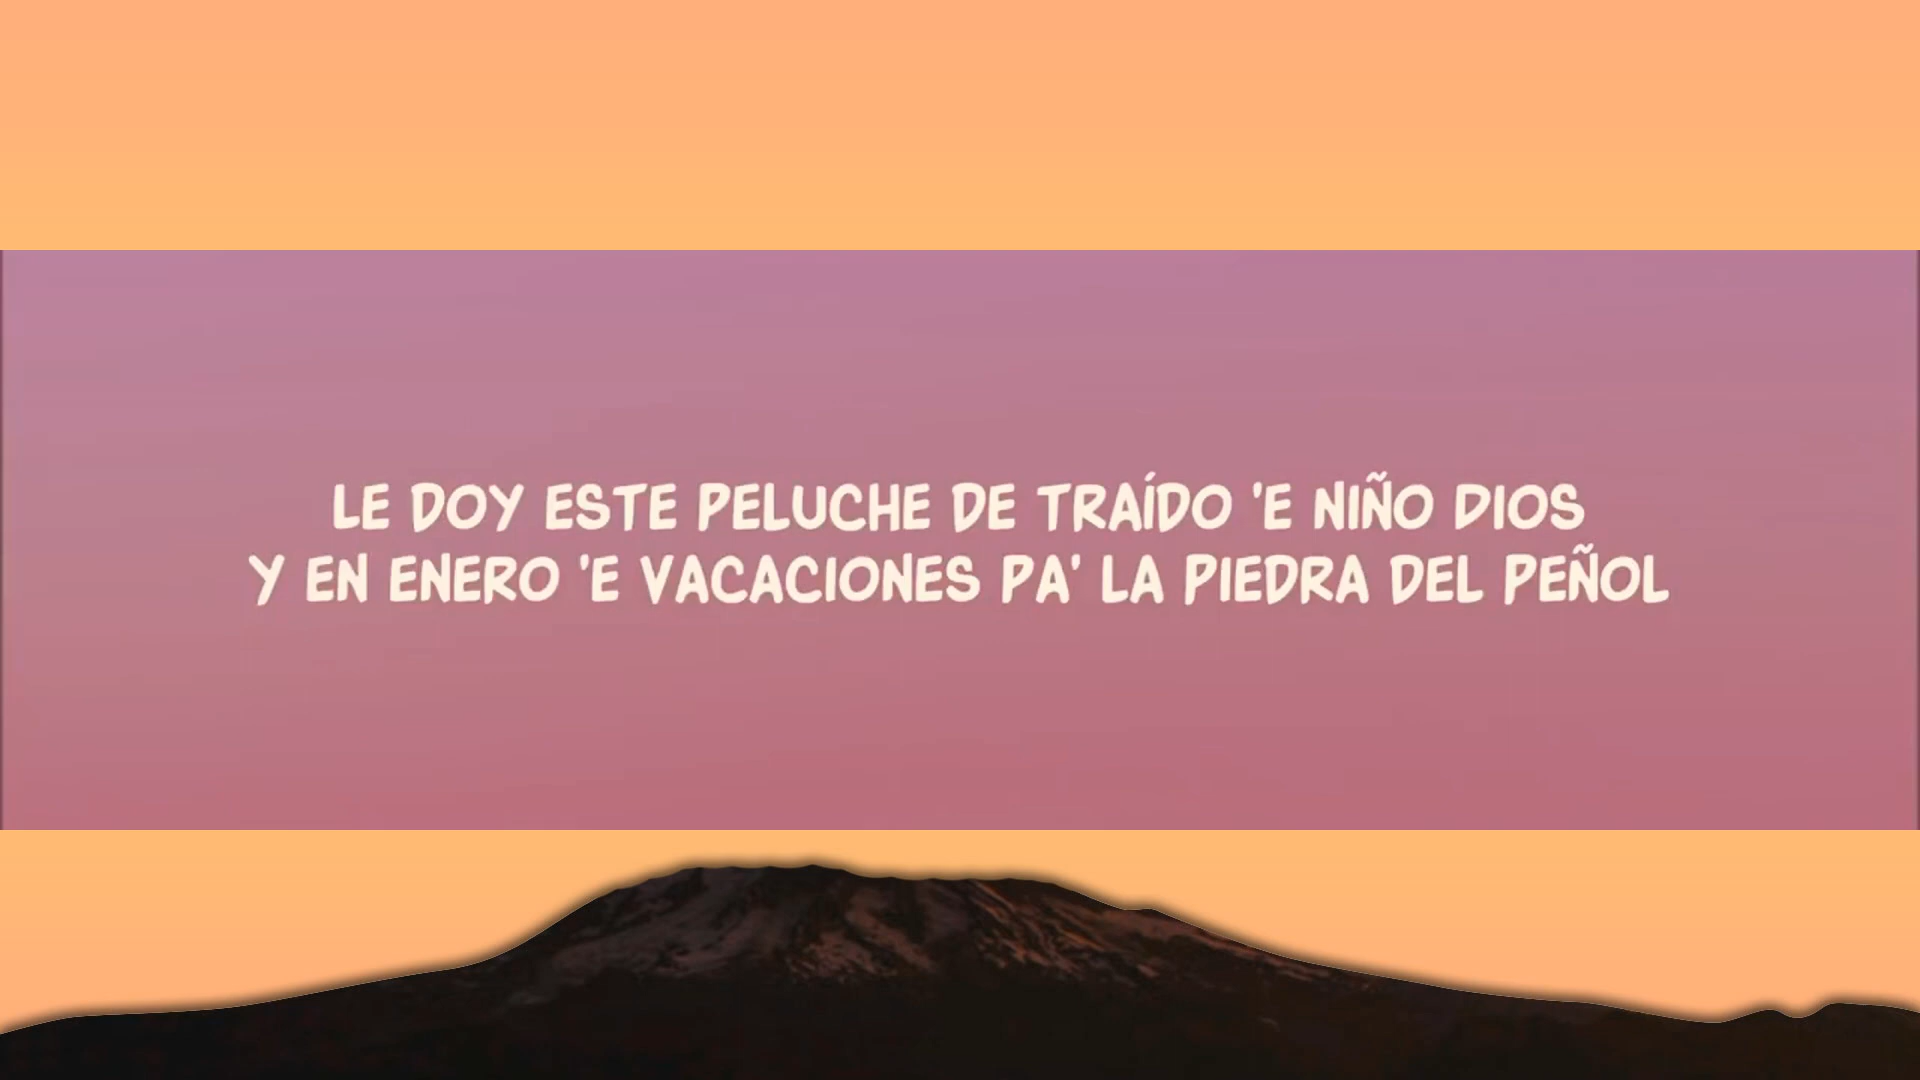 LE DOY ESTE PELUCHE DE TRAÍDO 'E NIÑO DIOS
Y EN ENERO 'E VACACIONES PA' LA PIEDRA DEL PEÑOL